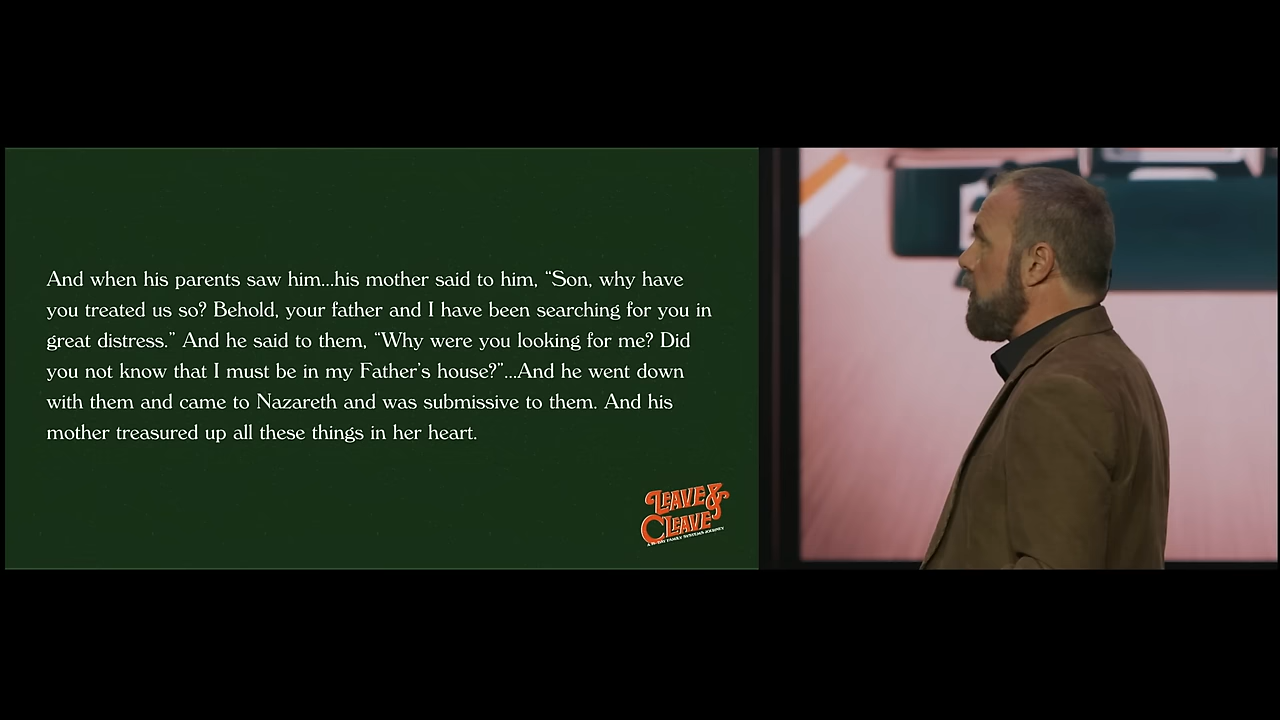 And when his parents saw him...his mother said to him, “Son, why have
you treated us so? Behold, your father and I have been searching for you in
great distress.” And he said to them, “Why were you looking for me? Did
you not know that I must be in my Father’s house?”...And he went down
with them and came to Nazareth and was submissive to them. And his
mother treasured up all these things in her heart.
LEAVE &
CLEAVE
FAMILY SYSTEMS JOURNEY